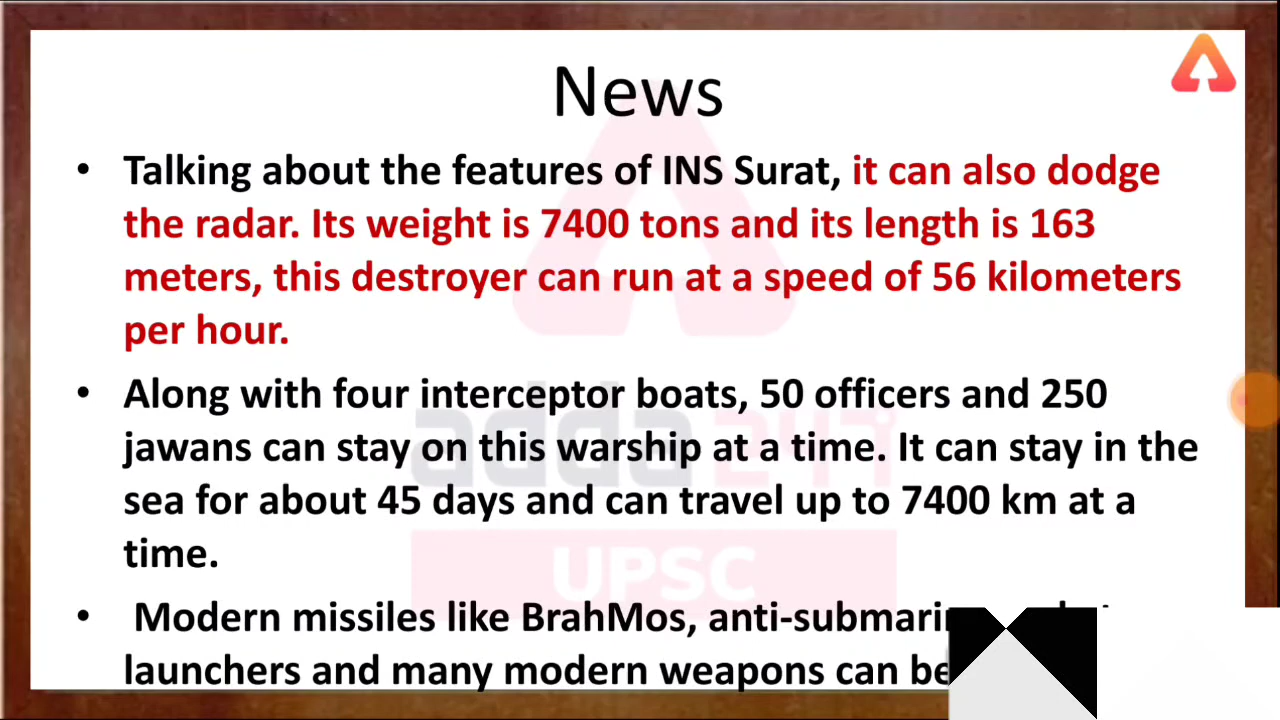 News
• Talking about the features of INS Surat, it can also dodge
the radar. Its weight is 7400 tons and its length is 163
meters, this destroyer can run at a speed of 56 kilometers
per hour.
• Along with four interceptor boats, 50 officers and 250
jawans can stay on this warship at a time. It can stay in the
sea for about 45 days and can travel up to 7400 km at a
time.
• Modern missiles like BrahMos,
launchers and many modern weapons can be
adda247
UPSC